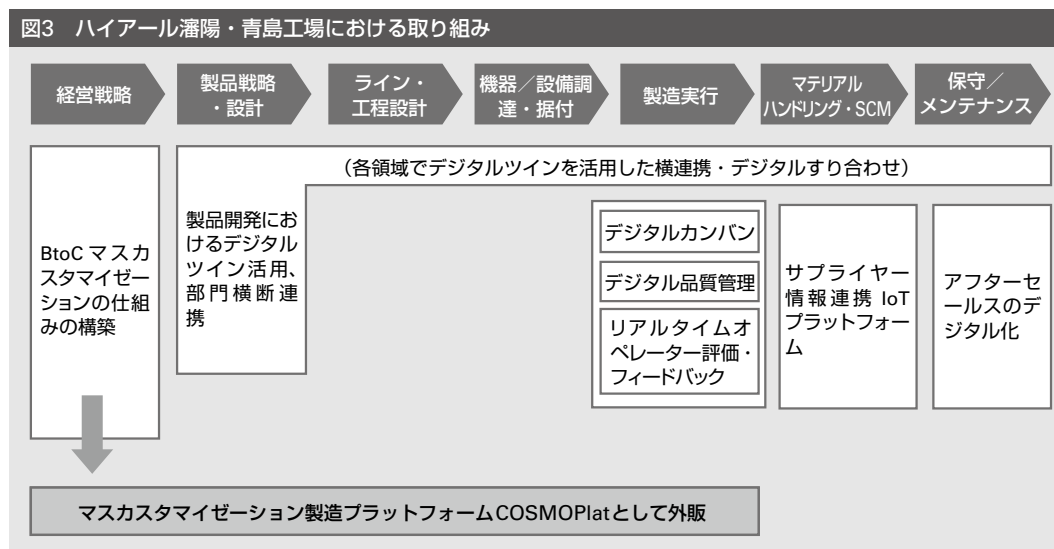 図3　ハイアール瀋陽・青島工場における取り組み
経営戦略
製品戦略
・設計
ライン・
工程設計
機器／設備調
達・据付
製造実行
マテリアル
ハンドリング・SCM
保守／
メンテナンス
（各領域でデジタルツインを活用した横連携・デジタルすり合わせ）
BtoC マスカ
スタマイゼー
ションの仕組
みの構築
製品開発にお
けるデジタル
ツイン活用、
部門横断連
携
デジタルカンバン
デジタル品質管理
リアルタイムオ
ペレーター評価・
フィードバック
サプライヤー
情報連携 IoT
プラットフォー
ム
アフターセ
ールスのデ
ジタル化
マスカスタマイゼーション製造プラットフォームCOSMOPlatとして外販